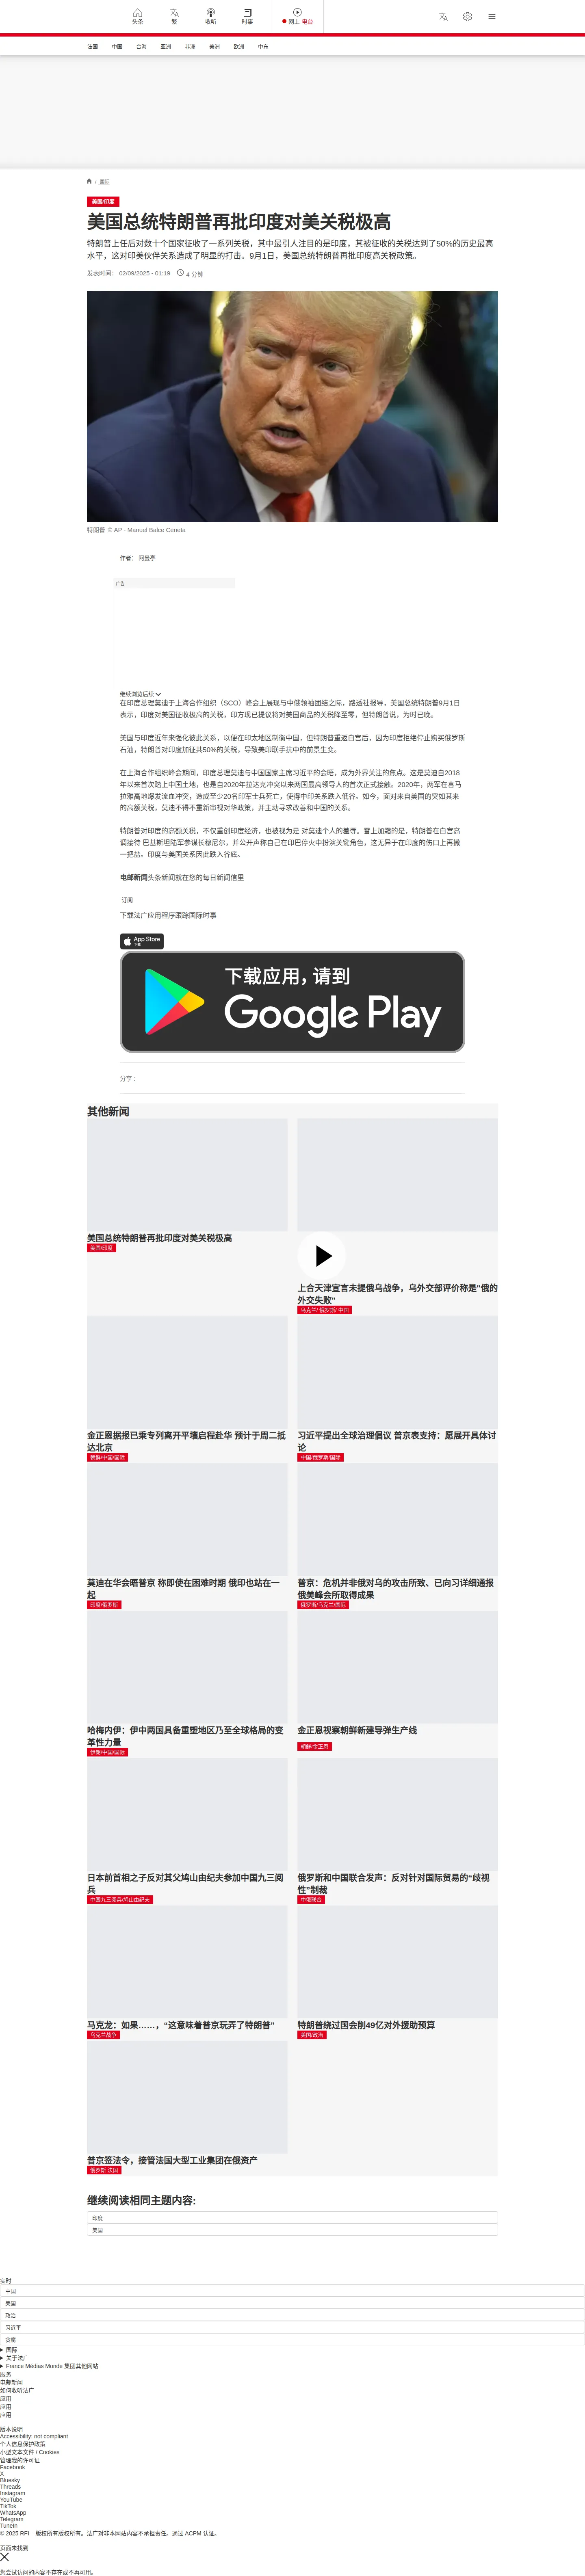 头条
繁
收听
时事
网上 电台
法国
中国
台海
亚洲
非洲
美洲
欧洲
中东
/ 国际
美国/印度
美国总统特朗普再批印度对美关税极高
特朗普上任后对数十个国家征收了一系列关税，其中最引人注目的是印度，其被征收的关税达到了50%的历史最高
水平，这对印美伙伴关系造成了明显的打击。9月1日，美国总统特朗普再批印度高关税政策。
发表时间： 02/09/2025 - 01:19
4 分钟
特朗普 © AP - Manuel Balce Ceneta
作者： 阿曼亭
广告
继续浏览后续
在印度总理莫迪于上海合作组织（SCO）峰会上展现与中俄领袖团结之际，路透社报导，美国总统特朗普9月1日
表示，印度对美国征收极高的关税，印方现已提议将对美国商品的关税降至零，但特朗普说，为时已晚。
美国与印度近年来强化彼此关系，以便在印太地区制衡中国，但特朗普重返白宫后，因为印度拒绝停止购买俄罗斯
石油，特朗普对印度加征共50%的关税，导致美印联手抗中的前景生变。
在上海合作组织峰会期间，印度总理莫迪与中国国家主席习近平的会晤，成为外界关注的焦点。这是莫迪自2018
年以来首次踏上中国土地，也是自2020年拉达克冲突以来两国最高领导人的首次正式接触。2020年，两军在喜马
拉雅高地爆发流血冲突，造成至少20名印军士兵死亡，使得中印关系跌入低谷。如今，面对来自美国的突如其来
的高额关税，莫迪不得不重新审视对华政策，并主动寻求改善和中国的关系。
特朗普对印度的高额关税，不仅重创印度经济，也被视为是 对莫迪个人的羞辱。雪上加霜的是，特朗普在白宫高
调接待 巴基斯坦陆军参谋长穆尼尔，并公开声称自己在印巴停火中扮演关键角色，这无异于在印度的伤口上再撒
一把盐。印度与美国关系因此跌入谷底。
电邮新闻头条新闻就在您的每日新闻信里
订阅
下载法广应用程序跟踪国际时事
App Store
下载
下载应用，请到
Google Play
分享 :
其他新闻
美国总统特朗普再批印度对美关税极高
美国/印度
上合天津宣言未提俄乌战争，乌外交部评价称是"俄的
外交失败"
乌克兰/ 俄罗斯/ 中国
金正恩据报已乘专列离开平壤启程赴华 预计于周二抵
达北京
朝鲜/中国/国际
习近平提出全球治理倡议 普京表支持：愿展开具体讨
论
中国/俄罗斯/国际
莫迪在华会晤普京 称即使在困难时期 俄印也站在一
起
印度/俄罗斯
普京：危机并非俄对乌的攻击所致、已向习详细通报
俄美峰会所取得成果
俄罗斯/乌克兰/国际
哈梅内伊：伊中两国具备重塑地区乃至全球格局的变
革性力量
伊朗/中国/国际
金正恩视察朝鲜新建导弹生产线
朝鲜/金正恩
日本前首相之子反对其父鸠山由纪夫参加中国九三阅
兵
中国九三阅兵/鸠山由纪夫
俄罗斯和中国联合发声：反对针对国际贸易的“歧视
性”制裁
中俄联合
马克龙：如果……，“这意味着普京玩弄了特朗普”
乌克兰战争
特朗普绕过国会削49亿对外援助预算
美国/政治
普京签法令，接管法国大型工业集团在俄资产
俄罗斯 法国
继续阅读相同主题内容:
印度
美国
实时
中国
美国
政治
习近平
贵震
国际
关于法广
France Médias Monde 集团其他网站
服务
电邮新闻
如何收听法广
应用
应用
应用
版本说明
Accessibility: not compliant
个人信息保护政策
小型文本文件 / Cookies
管理我的许可证
Facebook
X
Bluesky
Threads
Instagram
YouTube
TikTok
WhatsApp
Telegram
TuneIn
© 2025 RFI – 版权所有版权所有。法广对非本网站内容不承担责任。通过 ACPM 认证。
页面未找到
您尝试访问的内容不存在或不再可用。